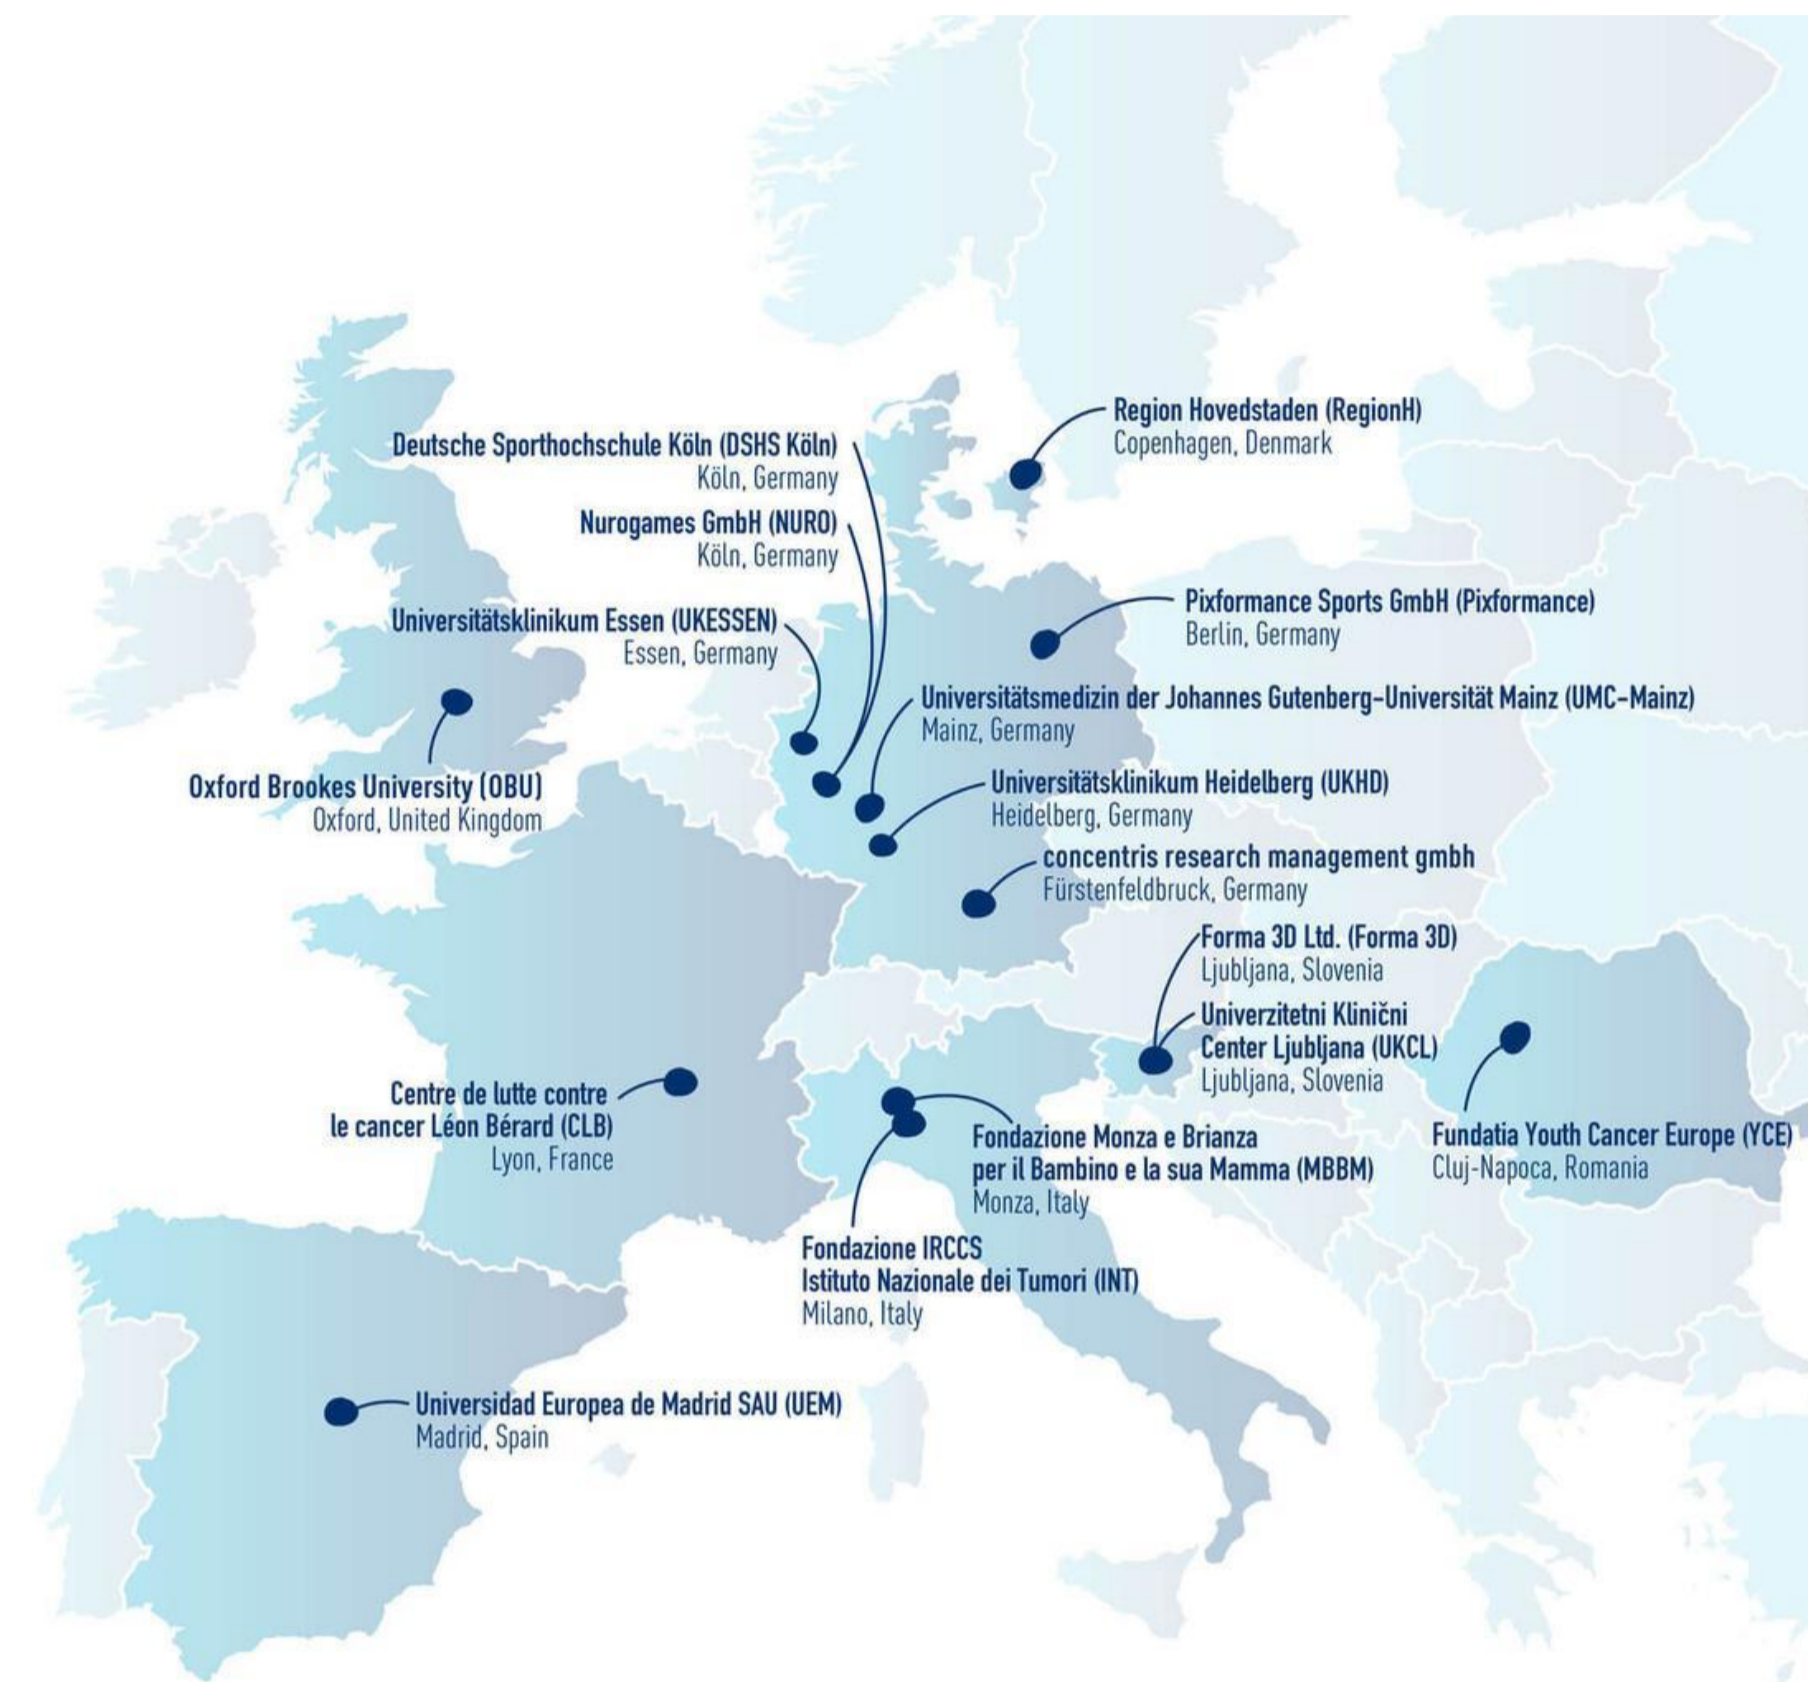 Region Hovedstaden (RegionH)
Copenhagen, Denmark
Deutsche Sporthochschule Köln (DSHS Köln)
Köln, Germany
Nurogames GmbH (NURO)
Köln, Germany
Pixformance Sports GmbH (Pixformance)
Berlin, Germany
Universitätsklinikum Essen (UKESSEN)
Essen, Germany
Universitätsmedizin der Johannes Gutenberg-Universität Mainz (UMC-Mainz)
Mainz, Germany
Oxford Brookes University (OBU)
Oxford, United Kingdom
Universitätsklinikum Heidelberg (UKHD)
Heidelberg, Germany
concentris research management gmbh
Fürstenfeldbruck, Germany
Forma 3D Ltd. (Forma 3D)
Ljubljana, Slovenia
Univerzitetni Klinični
Center Ljubljana (UKCL)
Ljubljana, Slovenia
Centre de lutte contre
le cancer Léon Bérard (CLB)
Lyon, France
Fondazione Monza e Brianza
per il Bambino e la sua Mamma (MBBM)
Monza, Italy
Fundatia Youth Cancer Europe (YCE)
Cluj-Napoca, Romania
Fondazione IRCCS
Istituto Nazionale dei Tumori (INT)
Milano, Italy
Universidad Europea de Madrid SAU (UEM)
Madrid, Spain